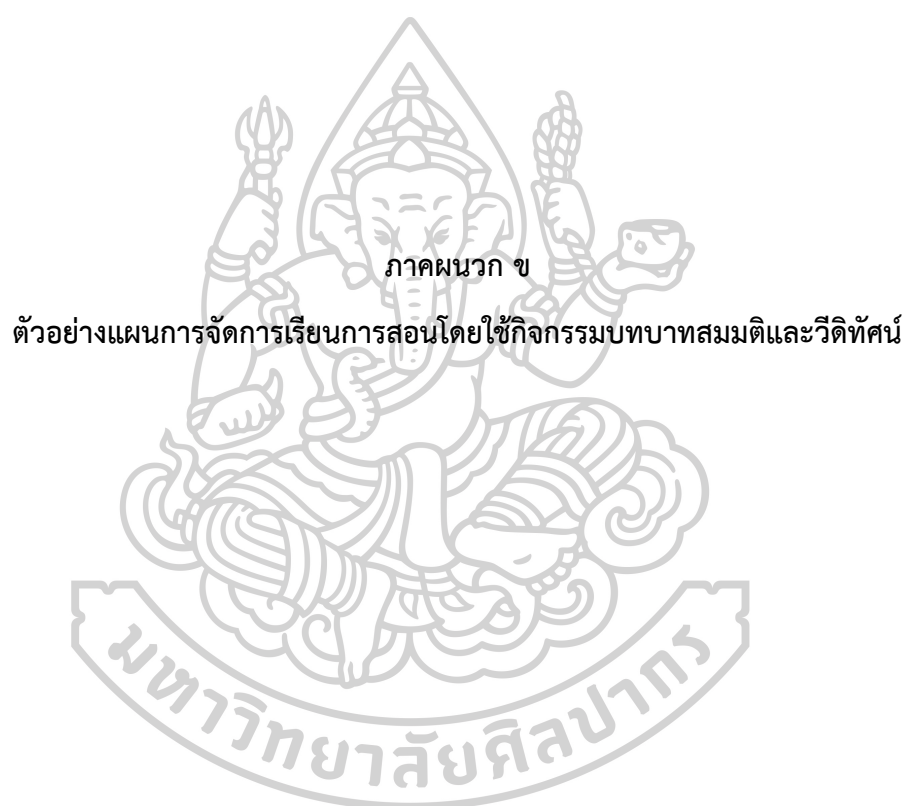 ภาคผนวก ข
ตัวอย่างแผนการจัดการเรียนการสอนโดยใช้กิจกรรมบทบาทสมมติและวีดิทัศน์
มหาวิทยาลัยศิลปากร